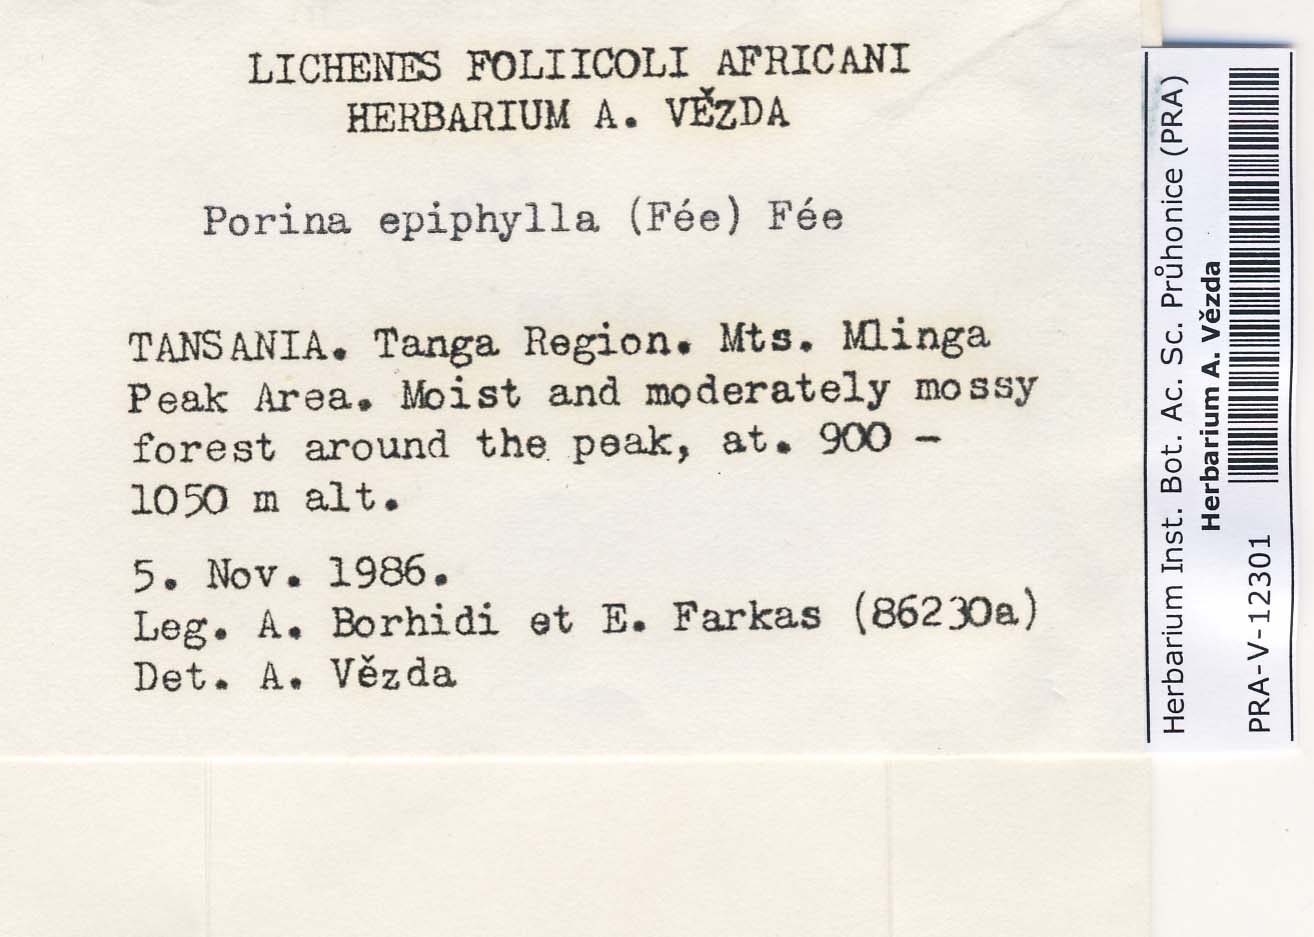 LICHENES FOLIICOLI AFRICANI
HERBARIUM A. VĚZDA
Porina epiphylla (Fée) Fée
TANSANIA. Tanga Region. Mts. Mlinga
Peak Area. Moist and moderately mossy
forest around the peak, at. 900 -
1050 m alt.
5. Nov. 1986.
Leg. A. Borhidi et E. Farkas (86230a)
Det. A. Vězda
Herbarium Inst. Bot. Ac. Sc. Průhonice (PRA)
Herbarium A. Vězda
PRA-V-12301